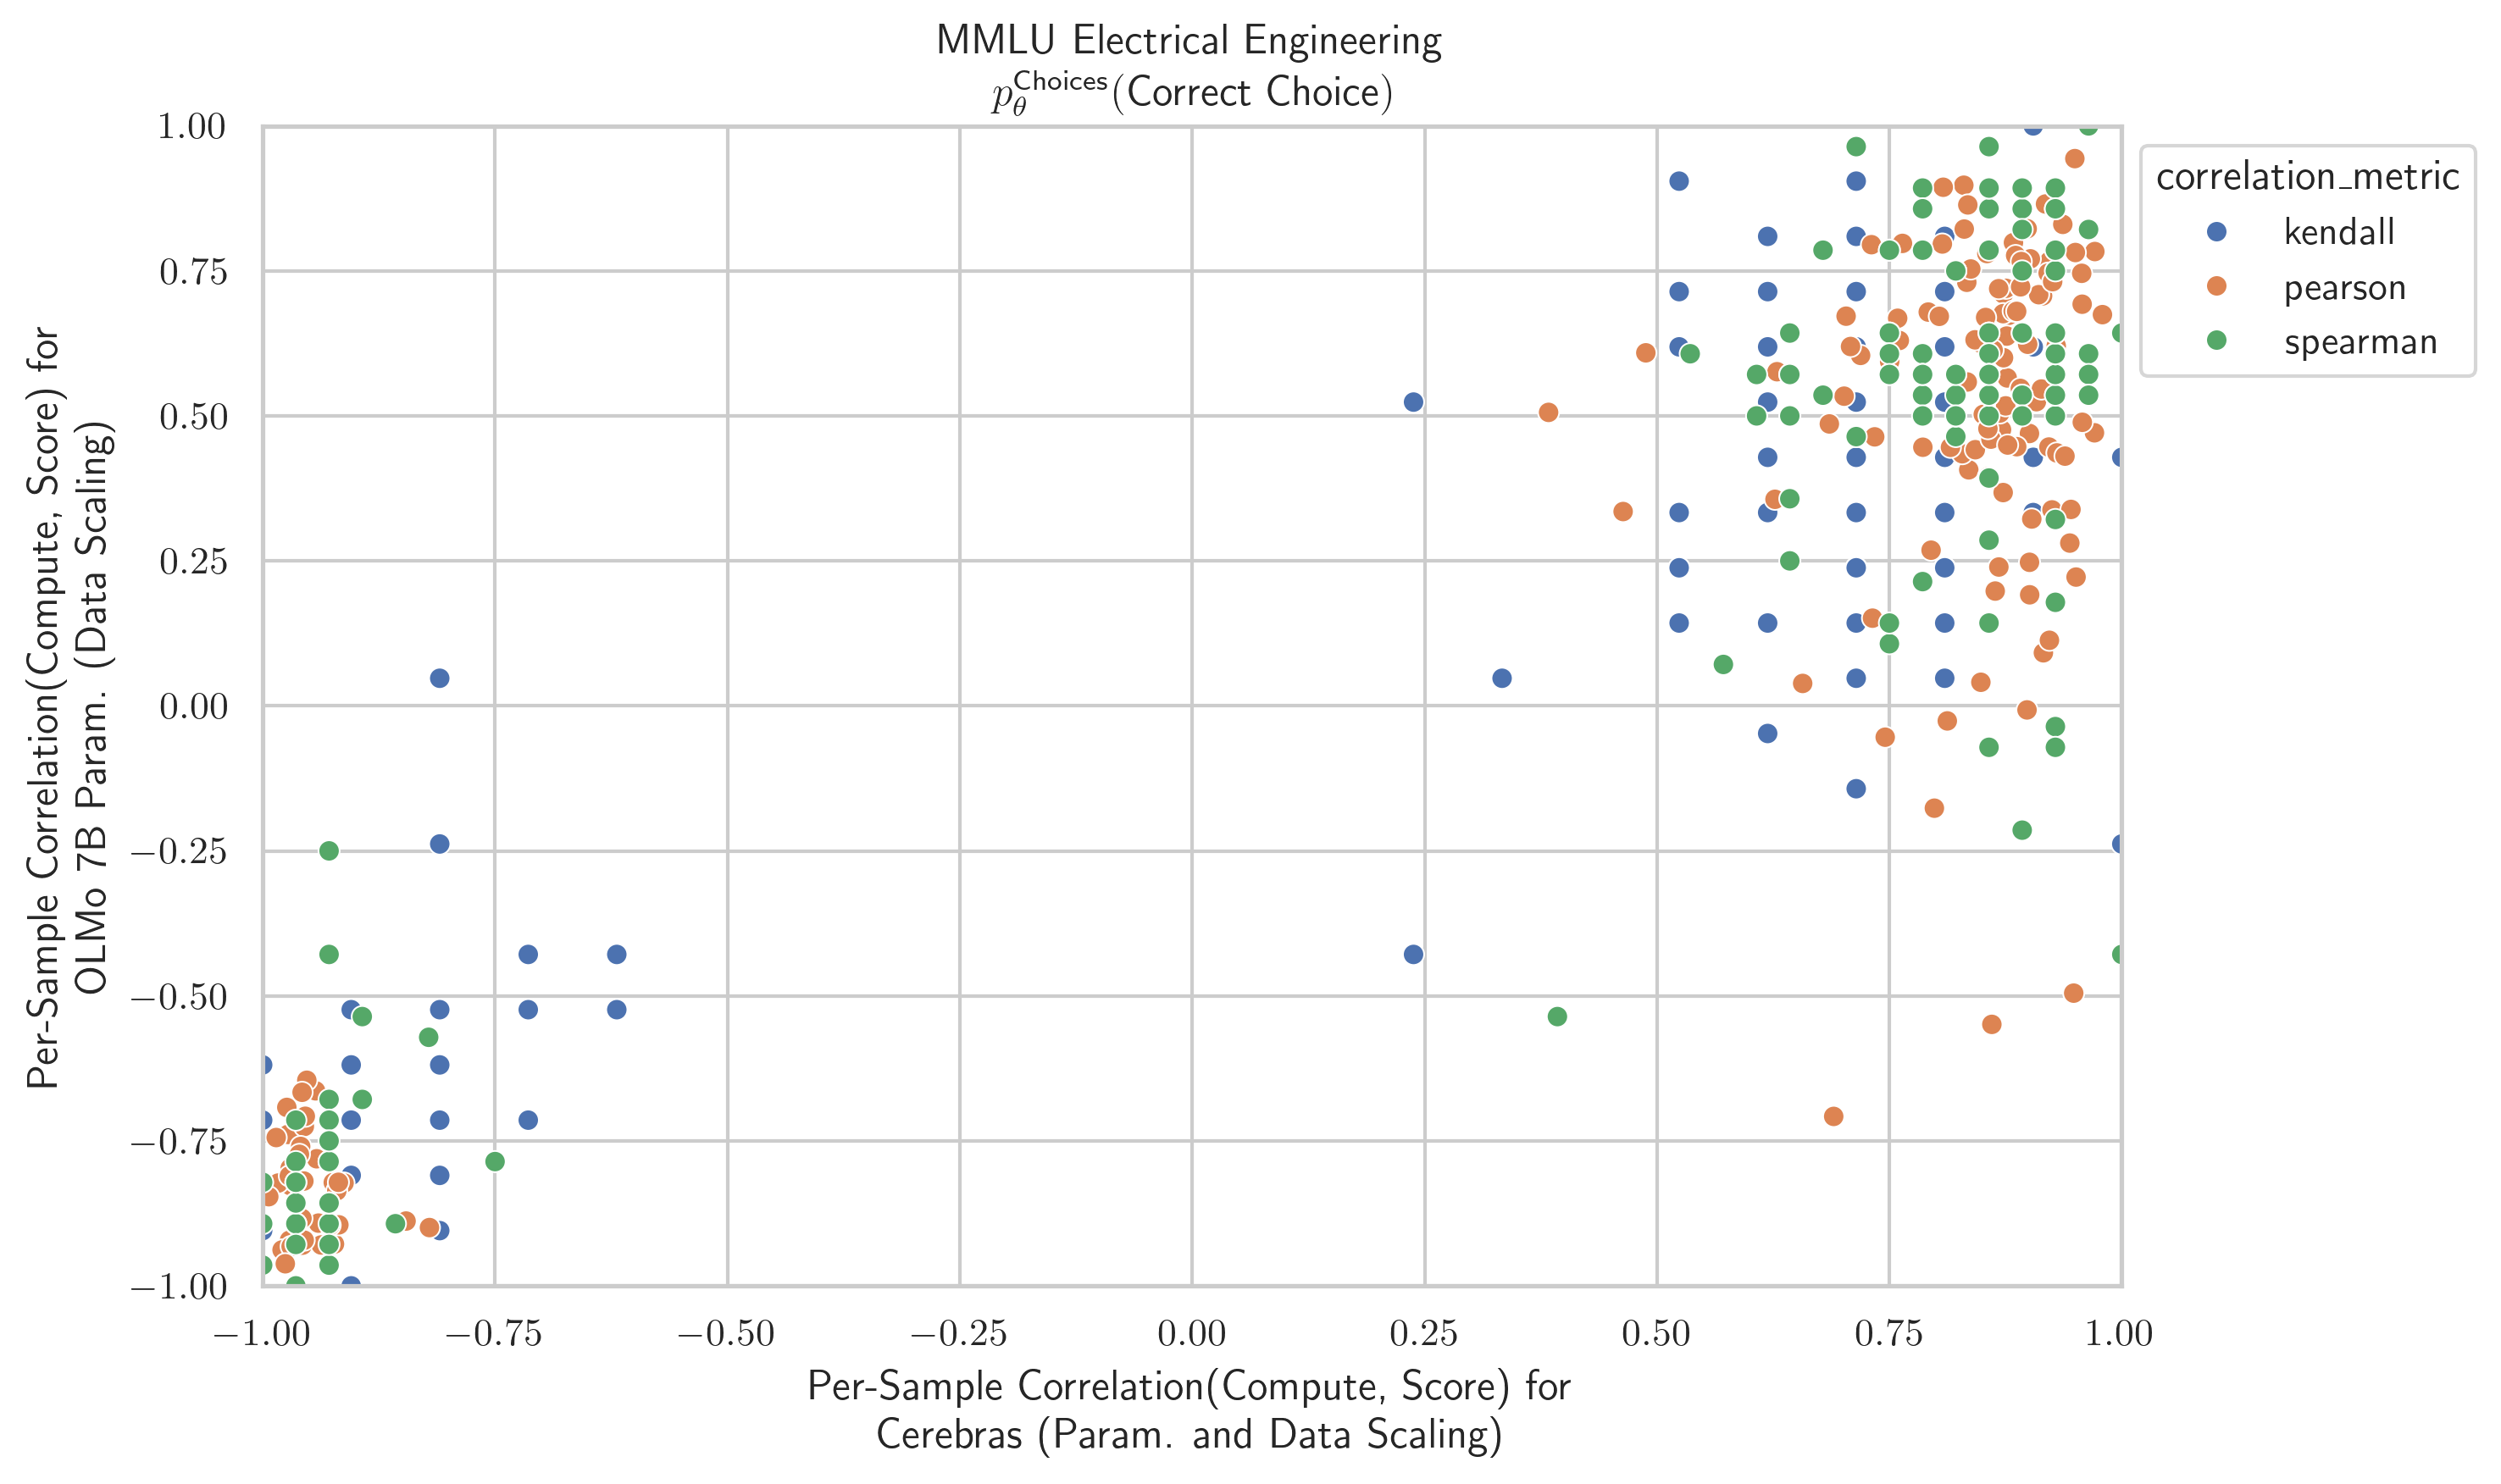 MMLU Electrical Engineering
p_θ^Choices(Correct Choice)
1.00
0.75
0.50
0.25
0.00
−0.25
−0.50
−0.75
−1.00
Per-Sample Correlation(Compute, Score) for
OLMo 7B Param. (Data Scaling)
−1.00 −0.75 −0.50 −0.25 0.00 0.25 0.50 0.75 1.00
Per-Sample Correlation(Compute, Score) for
Cerebras (Param. and Data Scaling)
correlation_metric
kendall
pearson
spearman